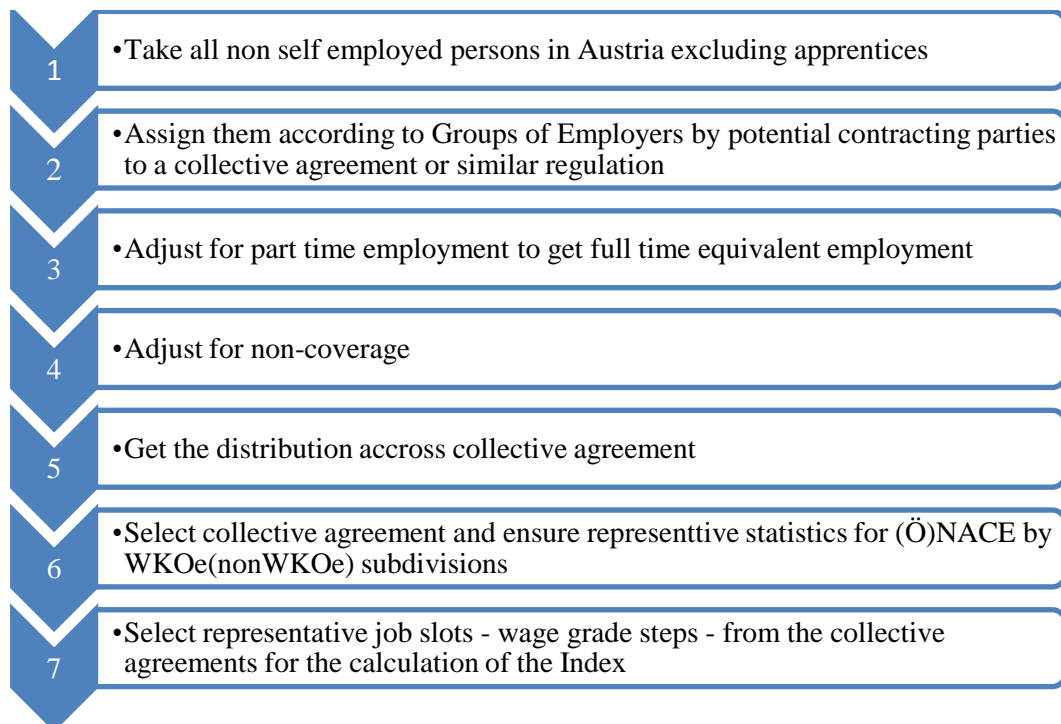 1
•Take all non self employed persons in Austria excluding apprentices
2
•Assign them according to Groups of Employers by potential contracting parties
to a collective agreement or similar regulation
3
•Adjust for part time employment to get full time equivalent employment
4
•Adjust for non-coverage
5
•Get the distribution accross collective agreement
6
•Select collective agreement and ensure representtive statistics for (Ö)NACE by
WKOe(nonWKOe) subdivisions
7
•Select representative job slots - wage grade steps - from the collective
agreements for the calculation of the Index